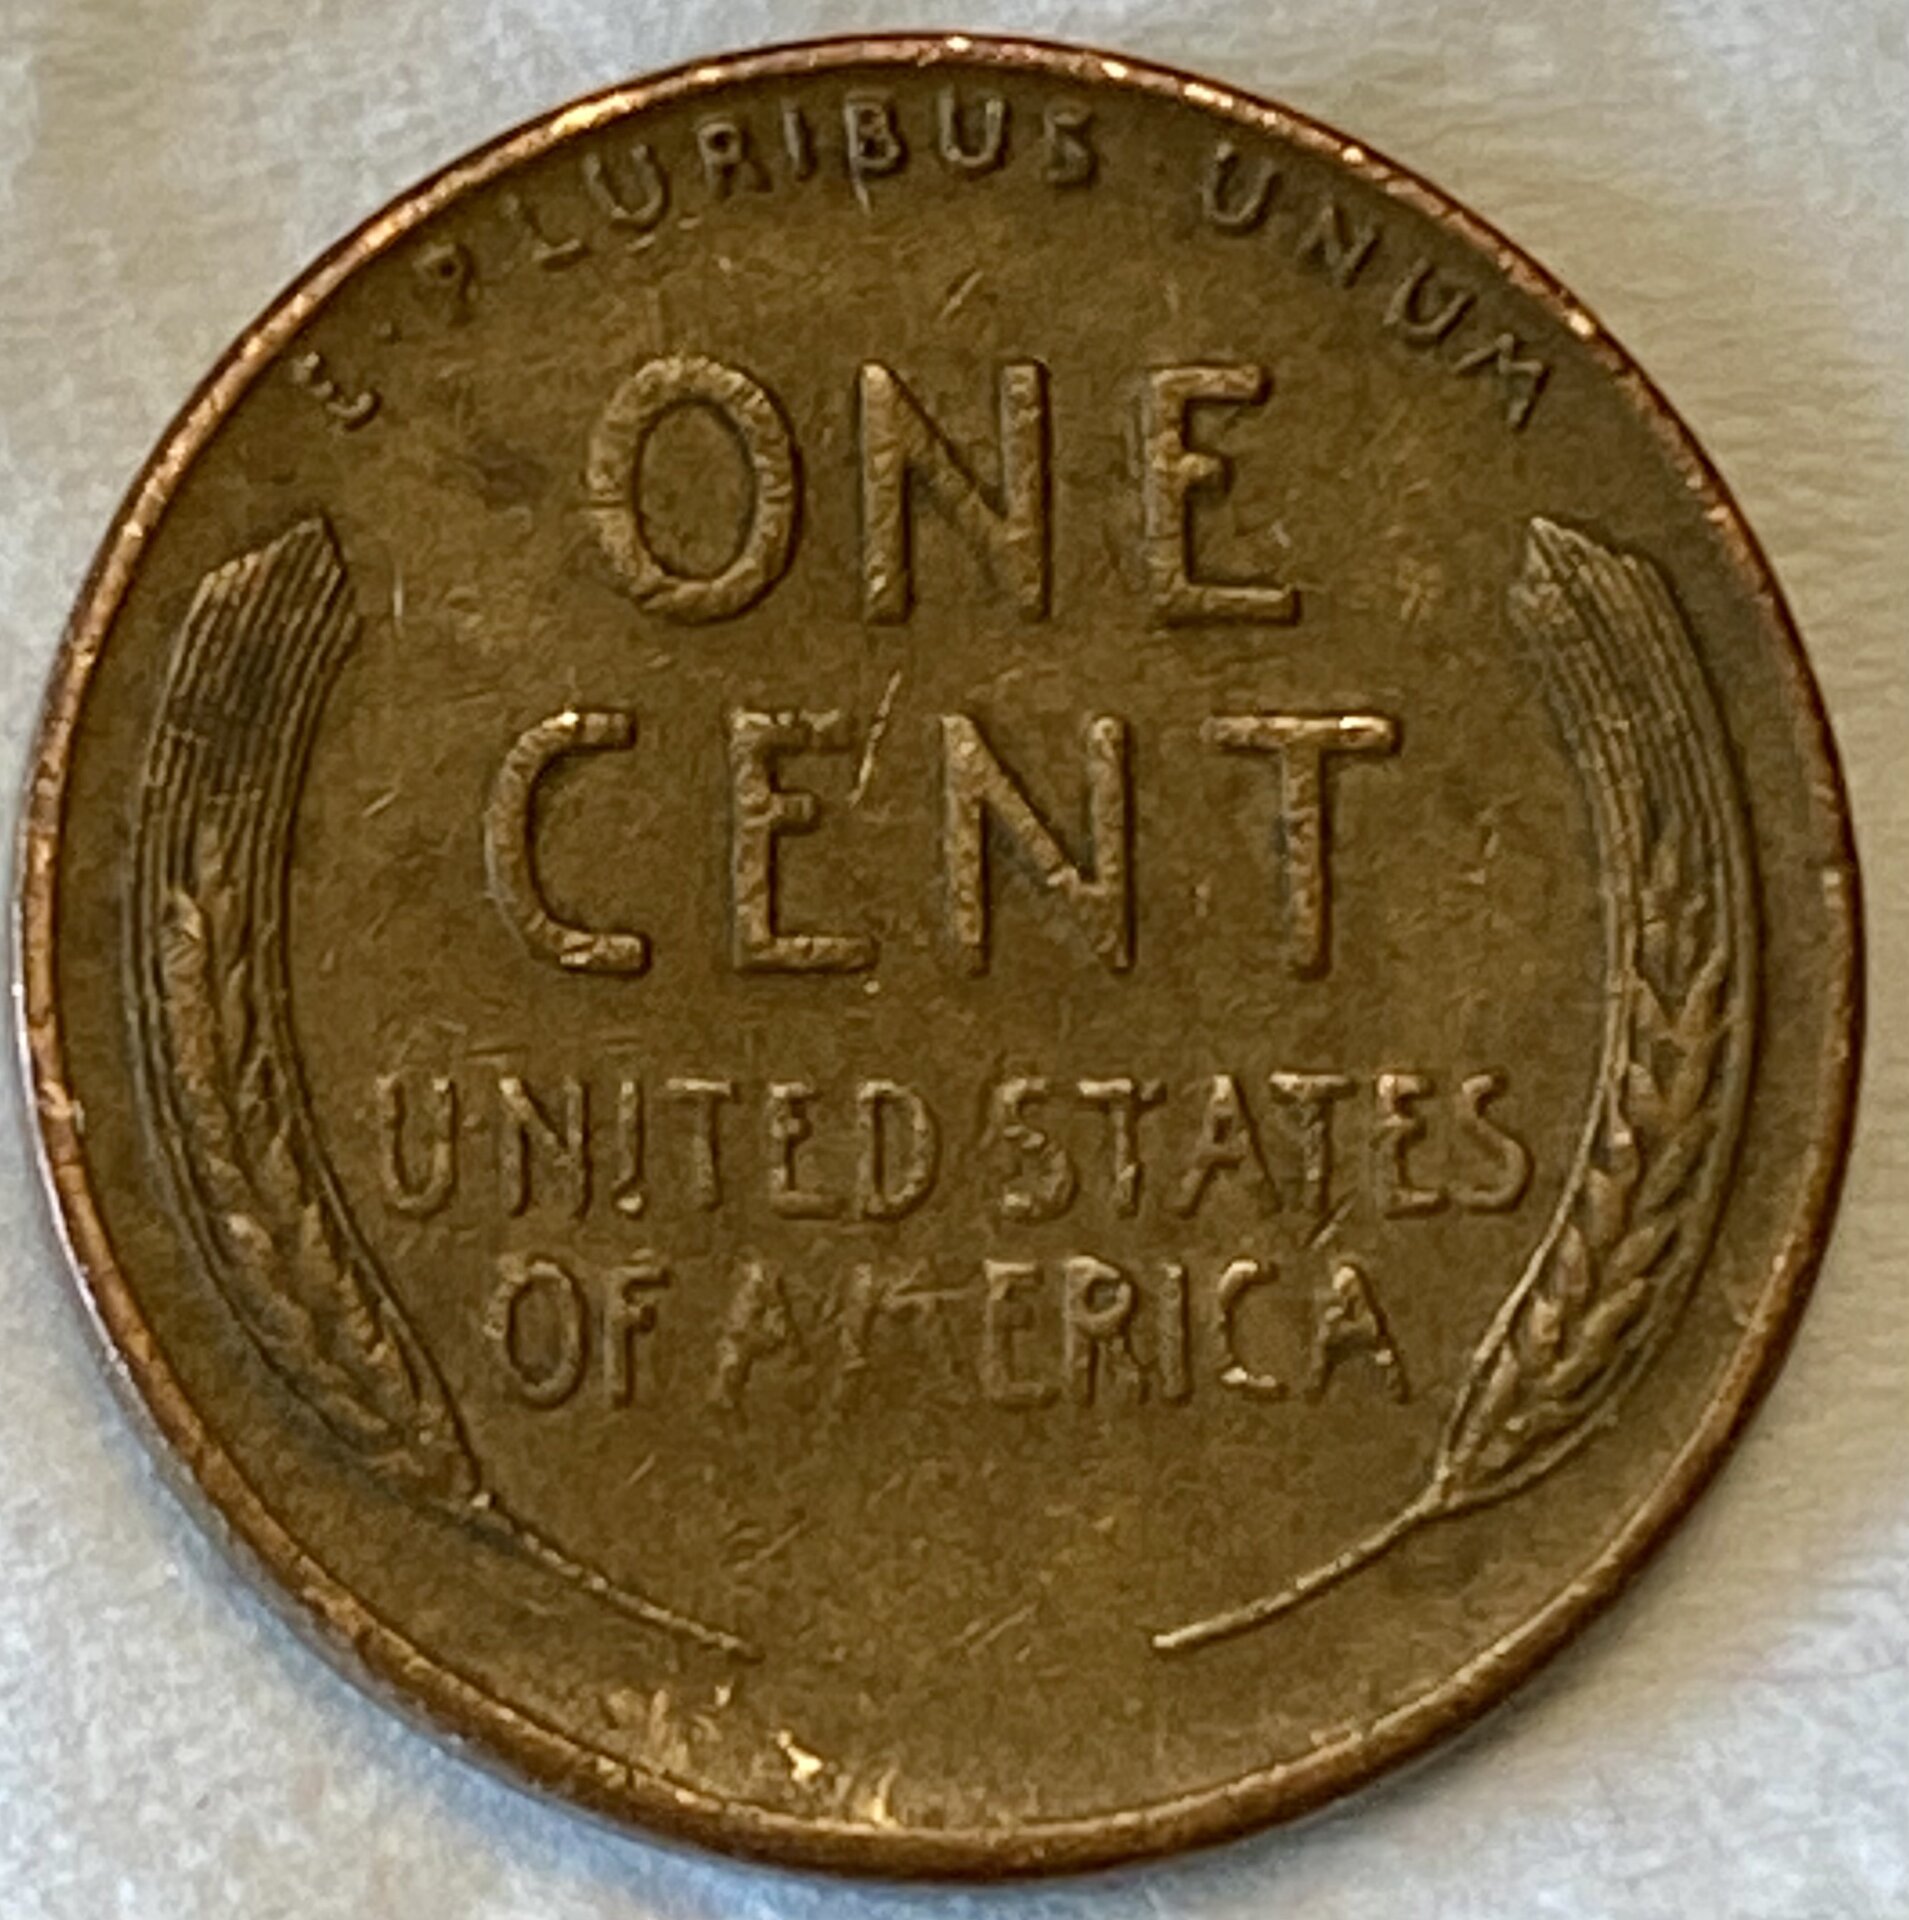 E·PLURIBUS·UNUM
ONE
CENT
UNITED STATES
OF AMERICA